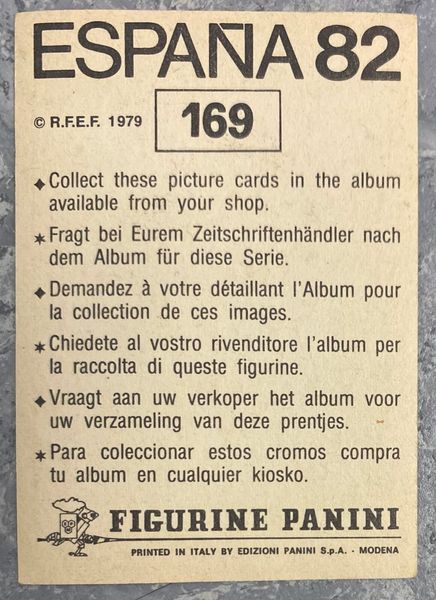 ESPAÑA 82
© R.F.E.F. 1979 169
◆Collect these picture cards in the album
available from your shop.
✶Fragt bei Eurem Zeitschriftenhändler nach
dem Album für diese Serie.
◆Demandez à votre détaillant l'Album pour
la collection de ces images.
✶Chiedete al vostro rivenditore l'album per
la raccolta di queste figurine.
◆Vraagt aan uw verkoper het album voor
uw verzameling van deze prentjes.
✶Para coleccionar estos cromos compra
tu album en cualquier kiosko.
FIGURINE PANINI
PRINTED IN ITALY BY EDIZIONI PANINI S.p.A. - MODENA